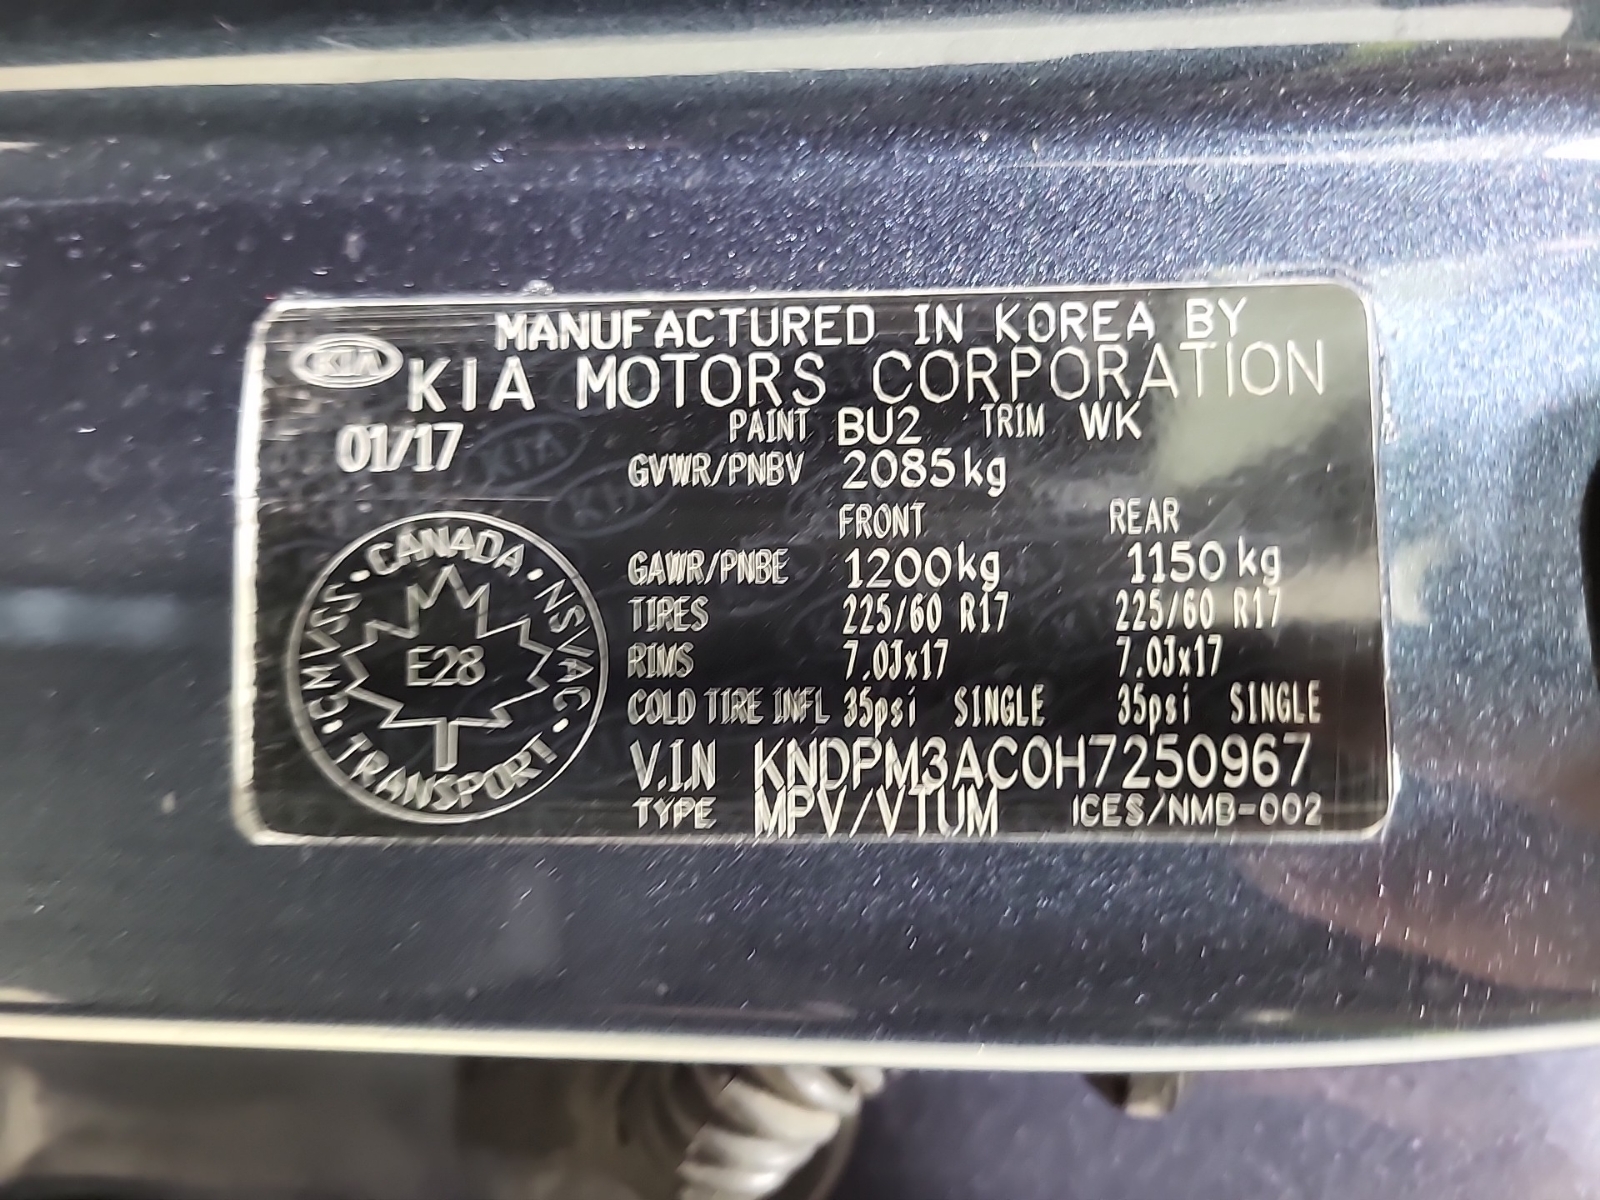 MANUFACTURED IN KOREA BY
KIA KIA MOTORS CORPORATION
01/17 PAINT BU2 TRIM WK
GVWR/PNBV 2085kg
FRONT REAR
GAWR/PNBE 1200kg 1150kg
TIRES 225/60 R17 225/60 R17
RIMS 7.0Jx17 7.0Jx17
COLD TIRE INFL 35psi SINGLE 35psi SINGLE
V.I.N KNDPM3AC0H7250967
TYPE MPV/VTUM ICES/NMB-002
CANADA · NSVAC · TRANSPORT · CMVSS ·
E28